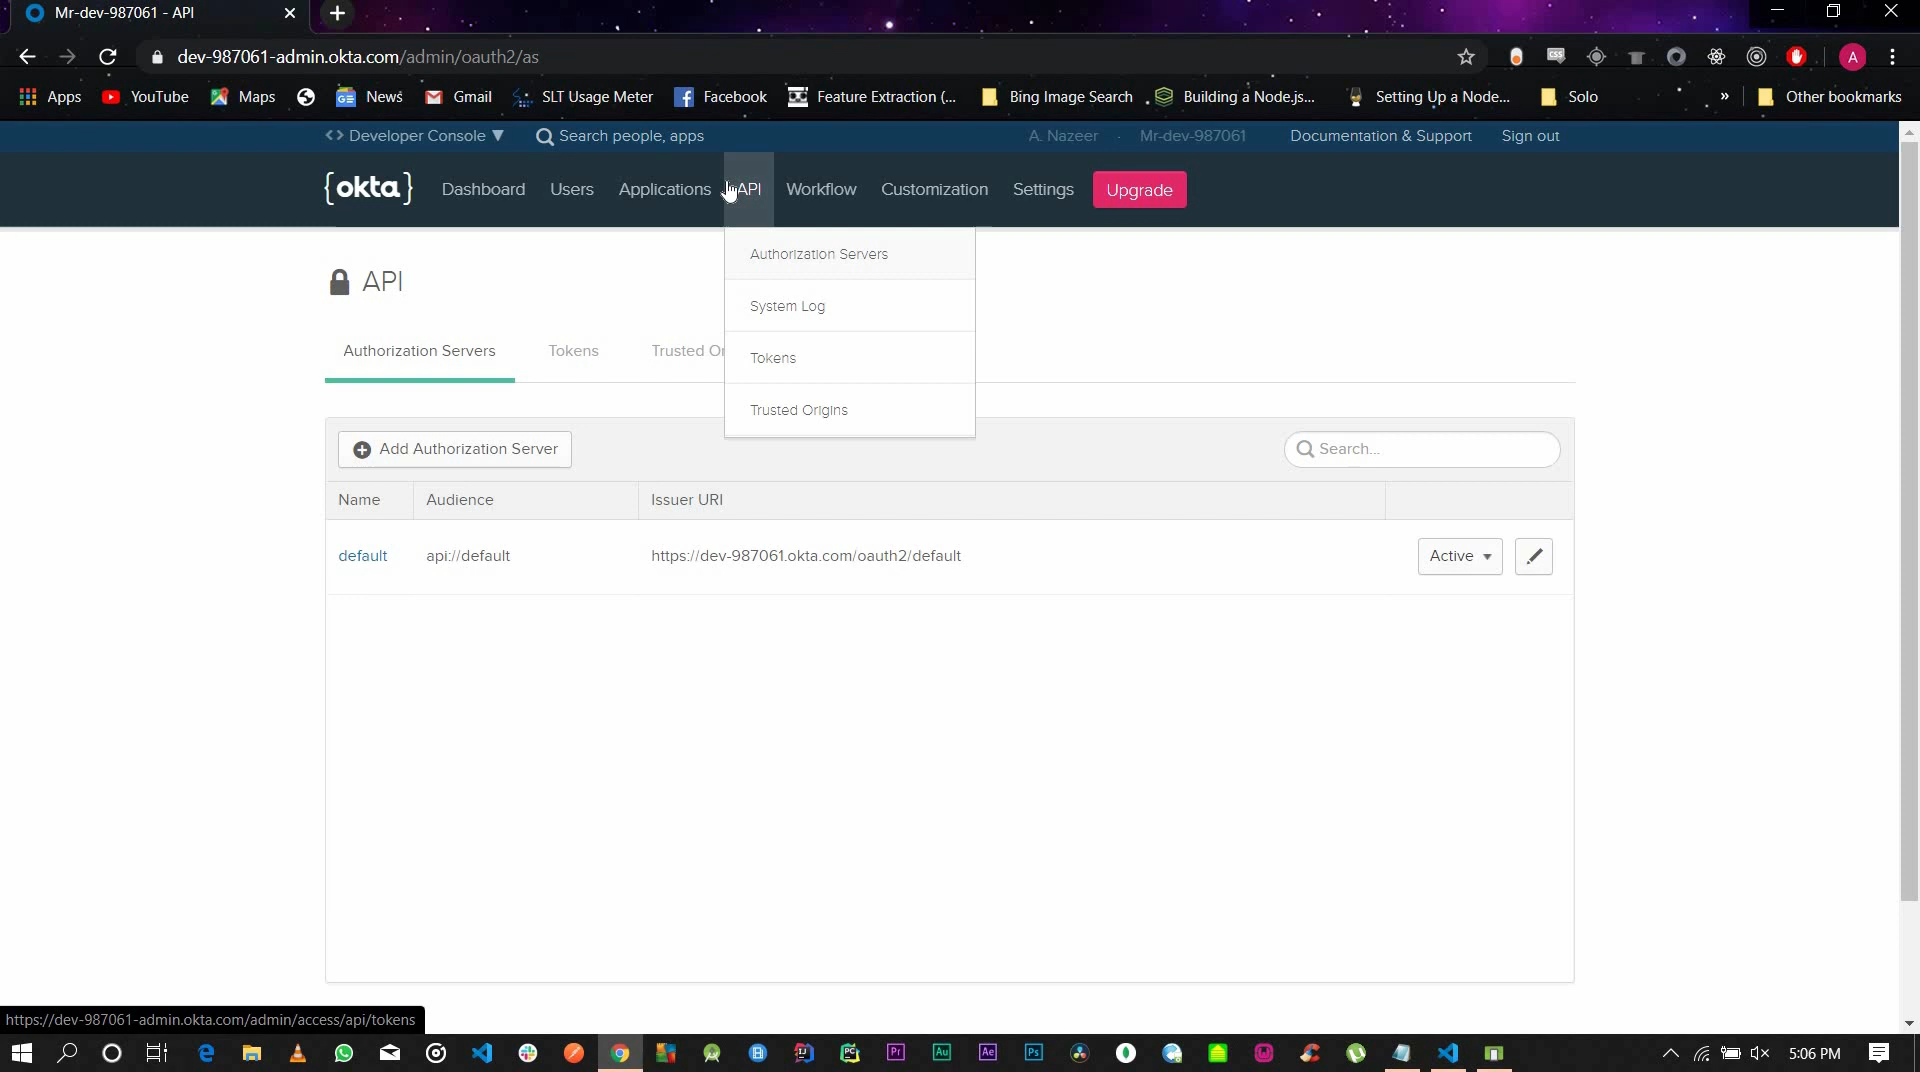 Mr-dev-987061 - API
dev-987061-admin.okta.com/admin/oauth2/as
A
Apps YouTube Maps News Gmail SLT Usage Meter Facebook Feature Extraction (... Bing Image Search Building a Node.js... Setting Up a Node... Solo » Other bookmarks
<> Developer Console ▼ Search people, apps A. Nazeer · Mr-dev-987061 Documentation & Support Sign out
{okta} Dashboard Users Applications API Workflow Customization Settings Upgrade
Authorization Servers
System Log
Tokens
Trusted Origins
API
Authorization Servers Tokens Trusted Or
Add Authorization Server Search...
Name Audience Issuer URI
default api://default https://dev-987061.okta.com/oauth2/default Active
https://dev-987061-admin.okta.com/admin/access/api/tokens
5:06 PM